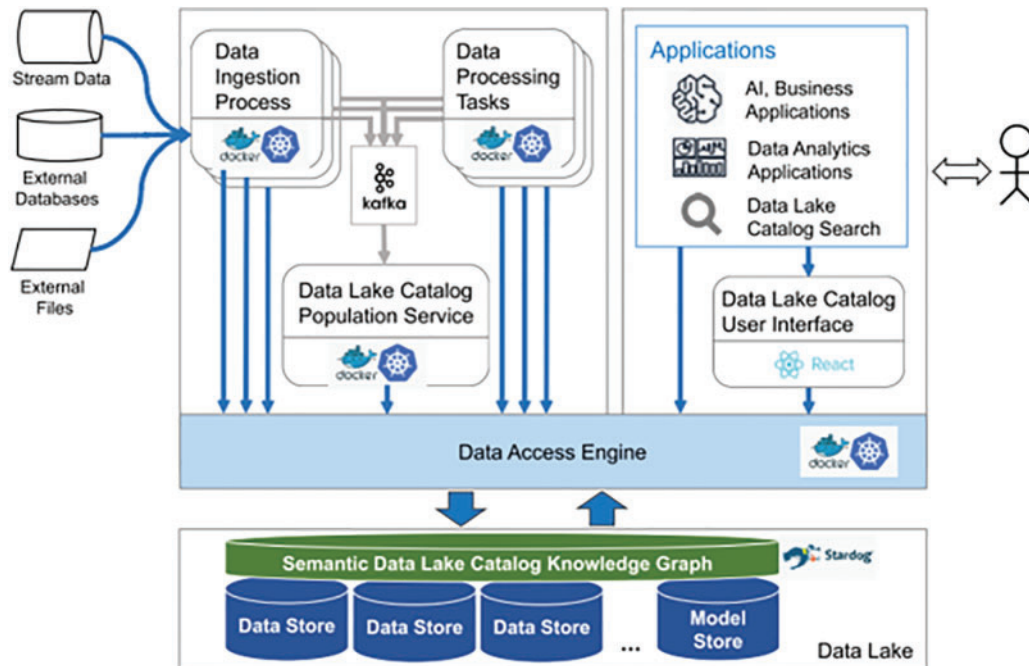 Stream Data
External
Databases
External
Files
Data
Ingestion
Process
docker
Data
Processing
Tasks
docker
kafka
Data Lake Catalog
Population Service
docker
Applications
AI, Business
Applications
Data Analytics
Applications
Data Lake
Catalog Search
Data Lake Catalog
User Interface
React
Data Access Engine
docker
Semantic Data Lake Catalog Knowledge Graph
Stardog
Data Store
Data Store
Data Store
...
Model
Store
Data Lake